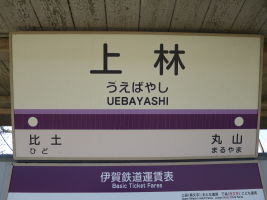 上林
うえばやし
UEBAYASHI
比土 丸山
ひど まるやま
伊賀鉄道運賃表
Basic Ticket Fares